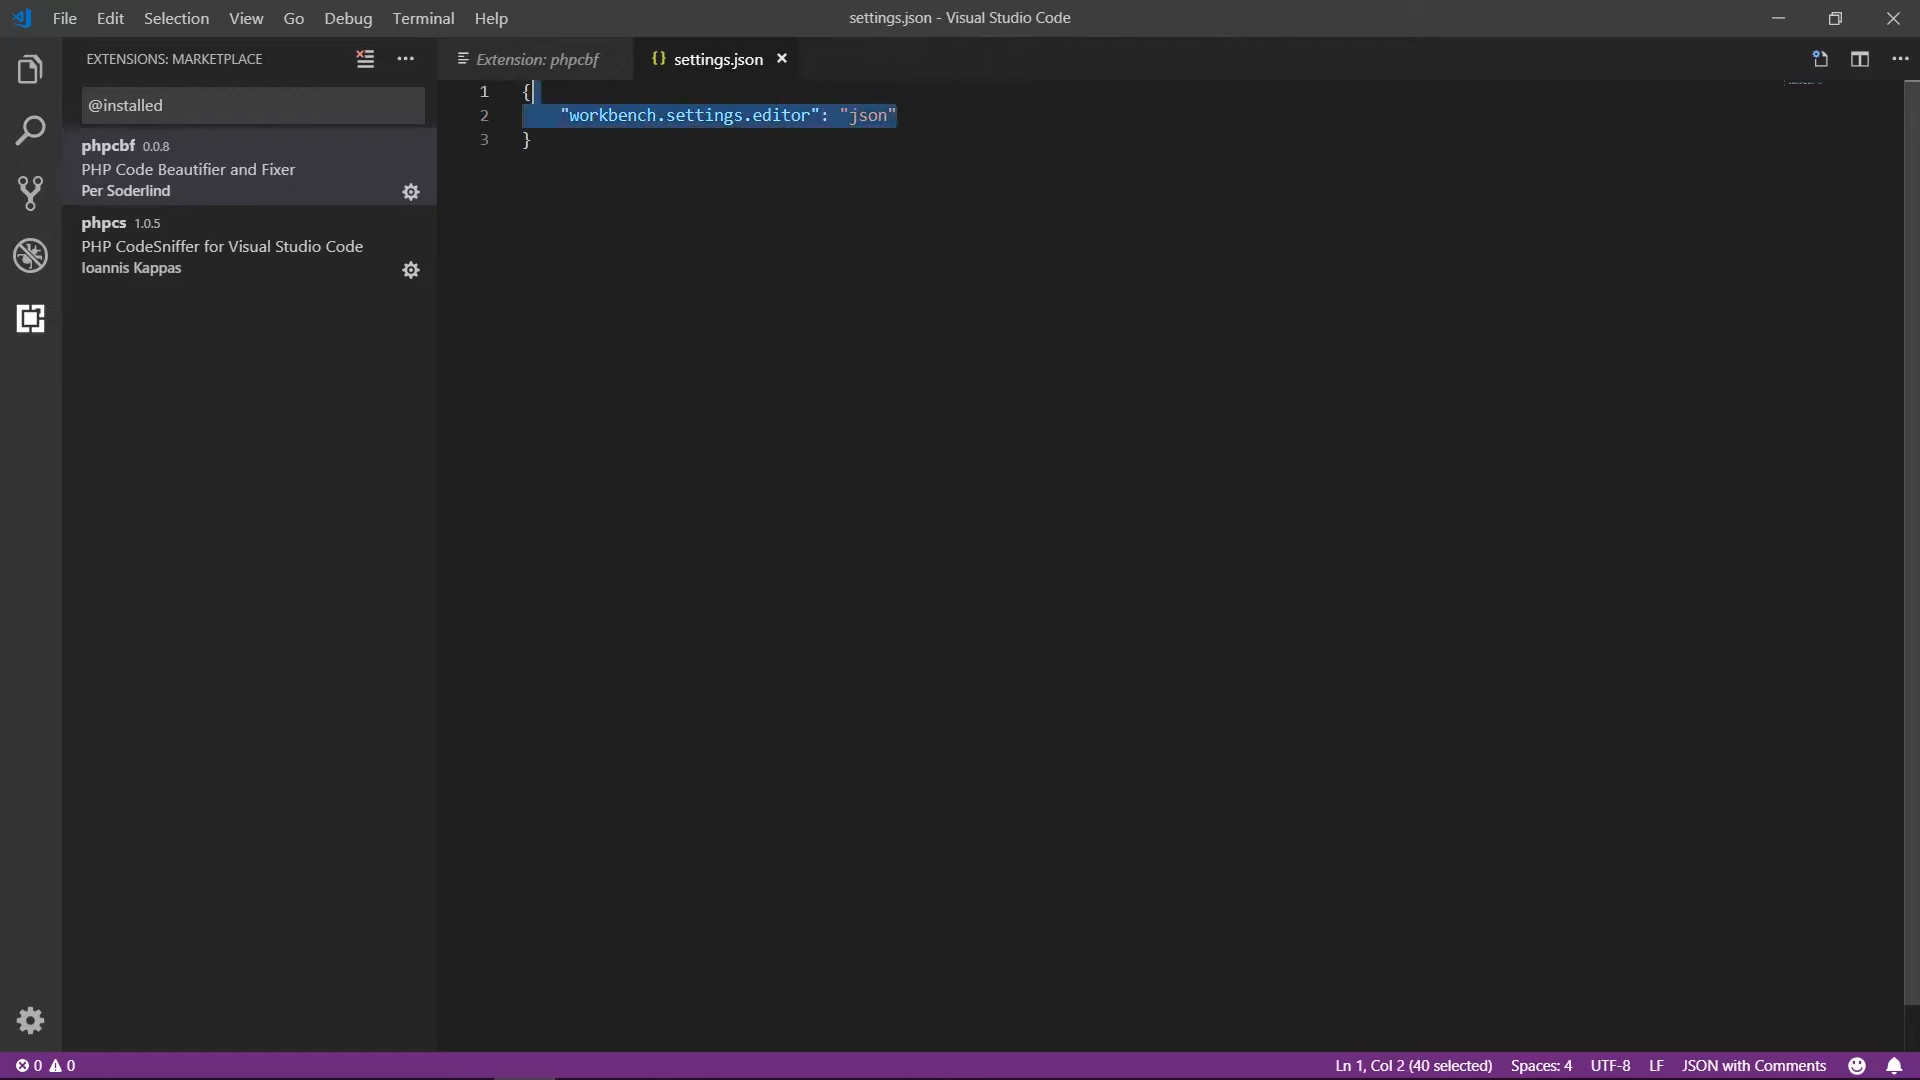 File Edit Selection View Go Debug Terminal Help
settings.json - Visual Studio Code
EXTENSIONS: MARKETPLACE
@installed
phpcbf 0.0.8
PHP Code Beautifier and Fixer
Per Soderlind
phpcs 1.0.5
PHP CodeSniffer for Visual Studio Code
Ioannis Kappas
Extension: phpcbf
{} settings.json
1 {
2 "workbench.settings.editor": "json"
3 }
0 0
Ln 1, Col 2 (40 selected) Spaces: 4 UTF-8 LF JSON with Comments